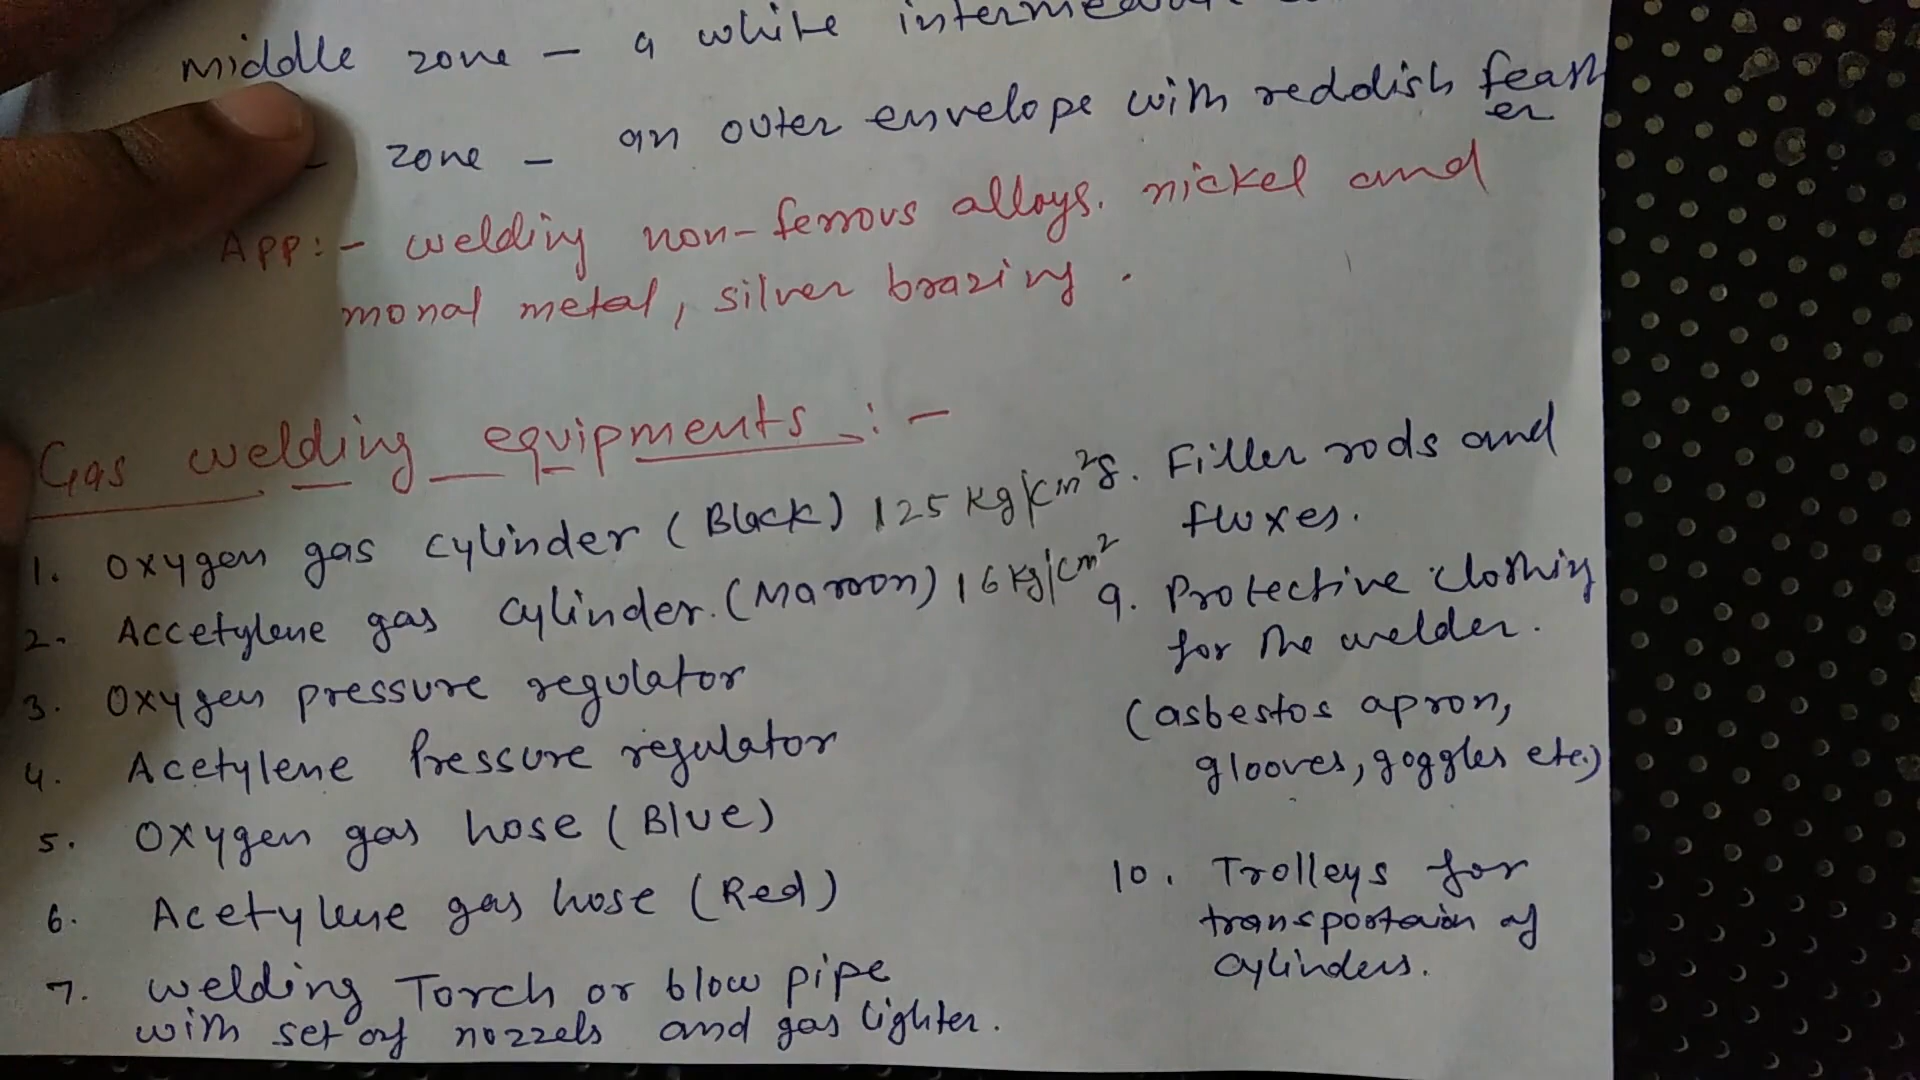 middle zone - a white
zone - an outer envelope with reddish feath
er
App:- welding non-ferrous alloys. nickel and
monal metal, silver brazing.
Gas welding equipments :-
1. Oxygen gas cylinder (Black) 125 kg/cm²
2. Accetylene gas cylinder. (Maroon) 16 kg/cm²
3. Oxygen pressure regulator
4. Acetylene Pressure regulator
5. Oxygen gas hose (Blue)
6. Acetylene gas hose (Red)
7. welding Torch or blow pipe
with set of nozzels and gas lighter.
8. Filler rods and
fluxes.
9. Protective clothing
for the welder.
(asbestos apron,
glooves, goggles etc.)
10. Trolleys for
transportaion of
cylinders.